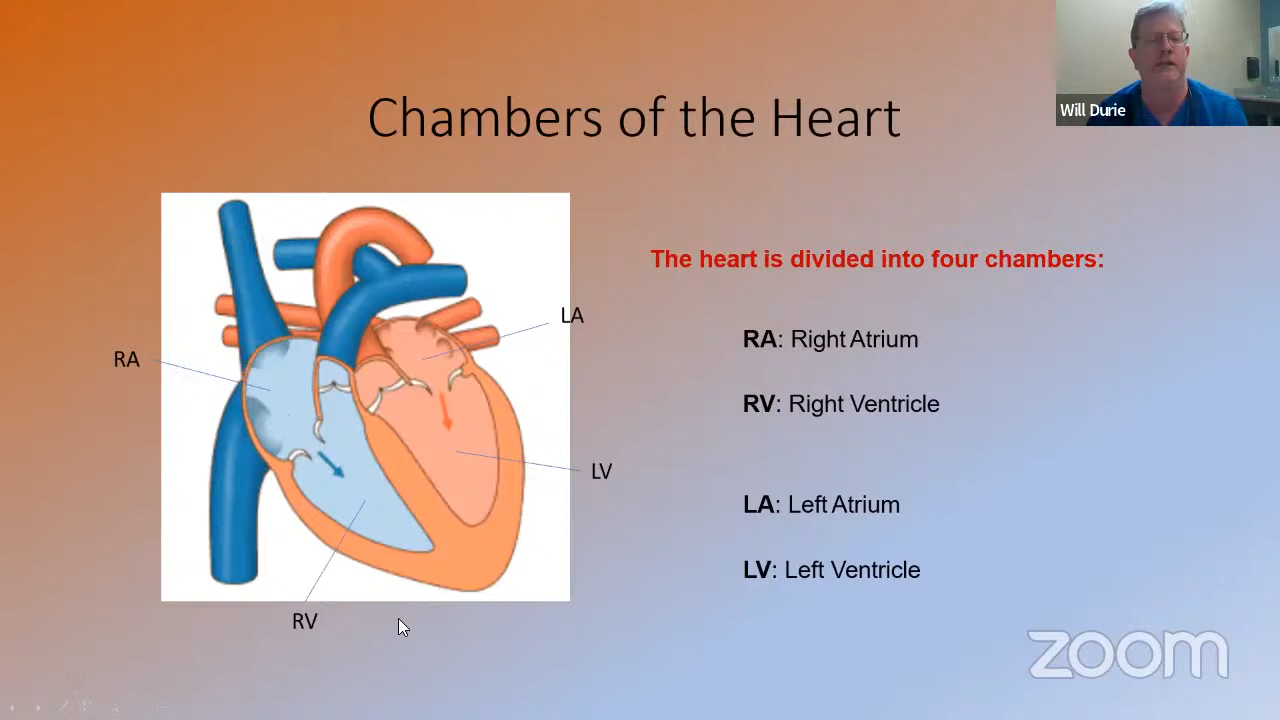 Will Durie
Chambers of the Heart
The heart is divided into four chambers:
LA
RA: Right Atrium
RA
RV: Right Ventricle
LV
LA: Left Atrium
LV: Left Ventricle
RV
zoom